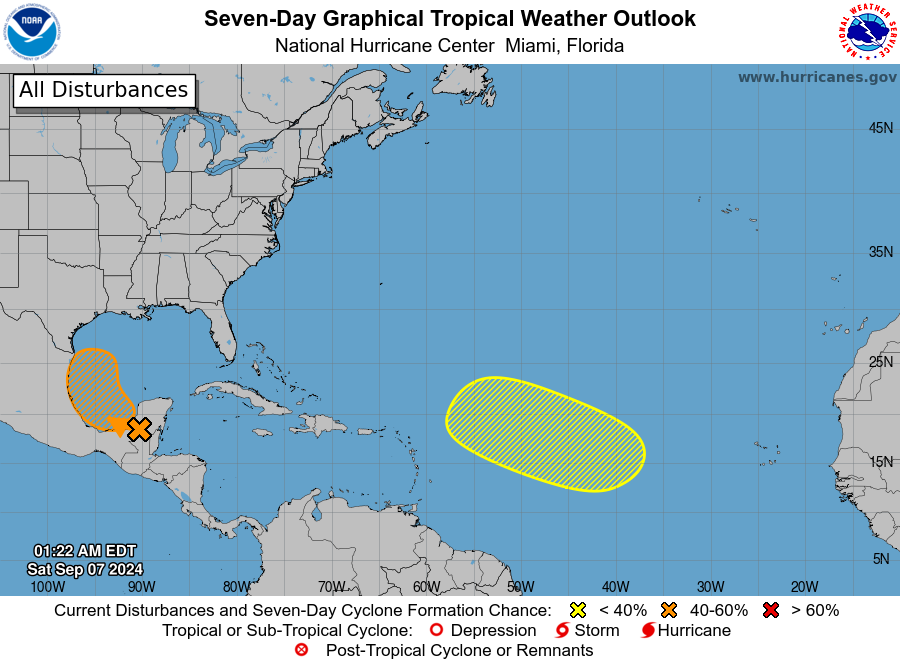 Seven-Day Graphical Tropical Weather Outlook
National Hurricane Center Miami, Florida
NOAA
NATIONAL WEATHER SERVICE
www.hurricanes.gov
All Disturbances
45N
35N
25N
15N
5N
01:22 AM EDT
Sat Sep 07 2024
100W 90W 80W 70W 60W 50W 40W 30W 20W
Current Disturbances and Seven-Day Cyclone Formation Chance: < 40% 40-60% > 60%
Tropical or Sub-Tropical Cyclone: Depression Storm Hurricane
Post-Tropical Cyclone or Remnants